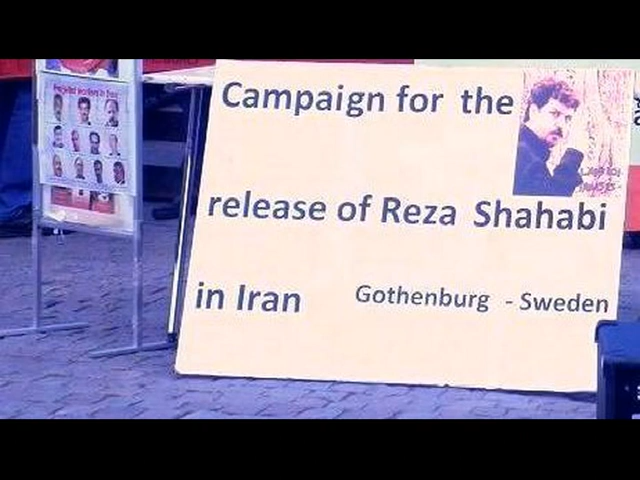 Campaign for the
release of Reza Shahabi
in Iran
Gothenburg - Sweden